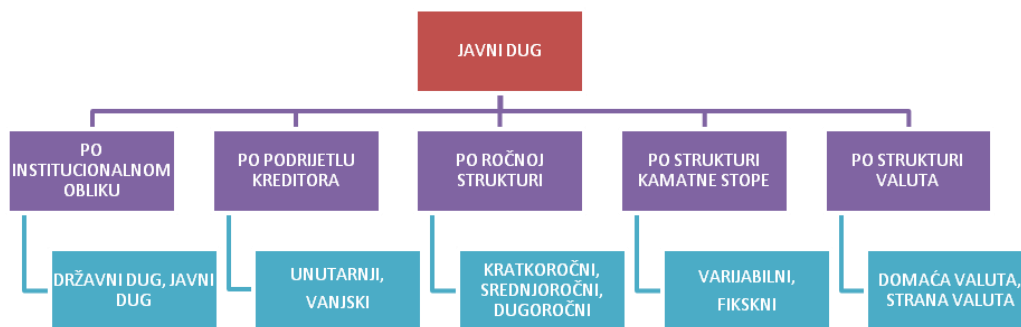 JAVNI DUG
PO
INSTITUCIONALNOM
OBLIKU
PO PODRIJETLU
KREDITORA
PO ROČNOJ
STRUKTURI
PO STRUKTURI
KAMATNE STOPE
PO STRUKTURI
VALUTA
DRŽAVNI DUG, JAVNI
DUG
UNUTARNJI,
VANJSKI
KRATKOROČNI,
SREDNJOROČNI,
DUGOROČNI
VARIJABILNI,
FIKSKNI
DOMAĆA VALUTA,
STRANA VALUTA